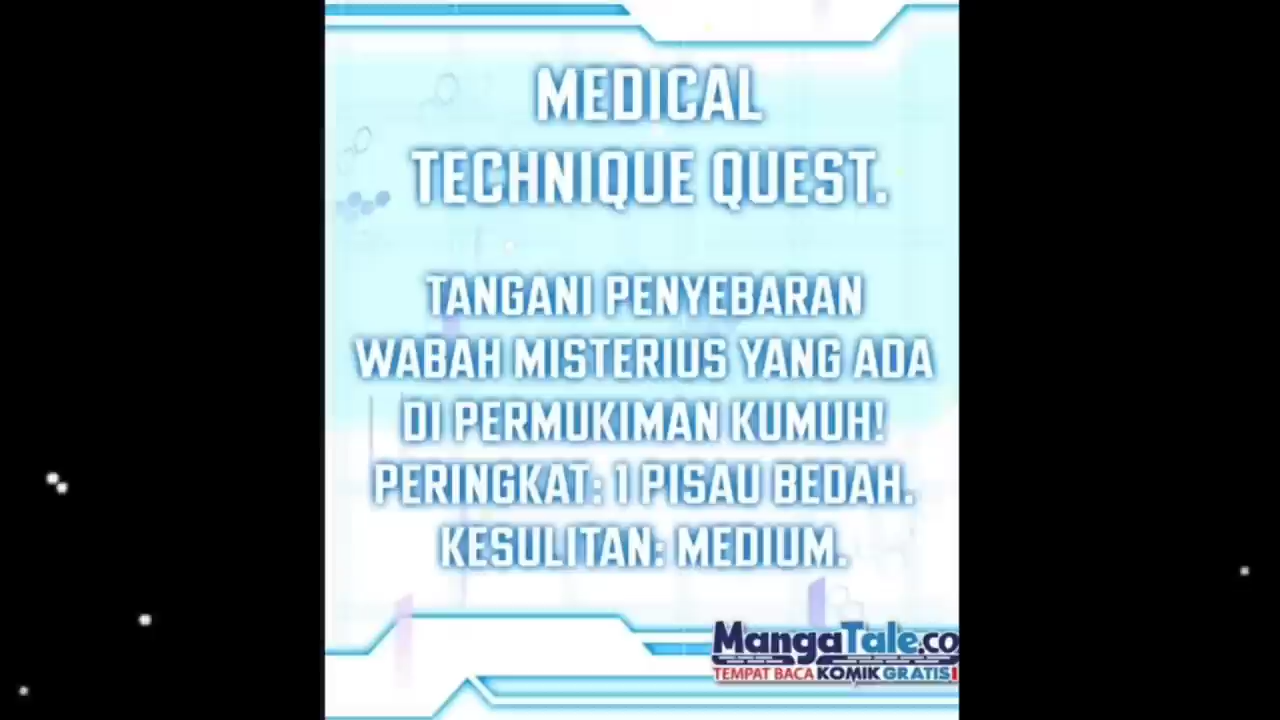 MEDICAL
TECHNIQUE QUEST.
TANGANI PENYEBARAN
WABAH MISTERIUS YANG ADA
DI PERMUKIMAN KUMUH!
PERINGKAT: 1 PISAU BEDAH.
KESULITAN: MEDIUM.
MangaTale.co
TEMPAT BACA KOMIK GRATIS